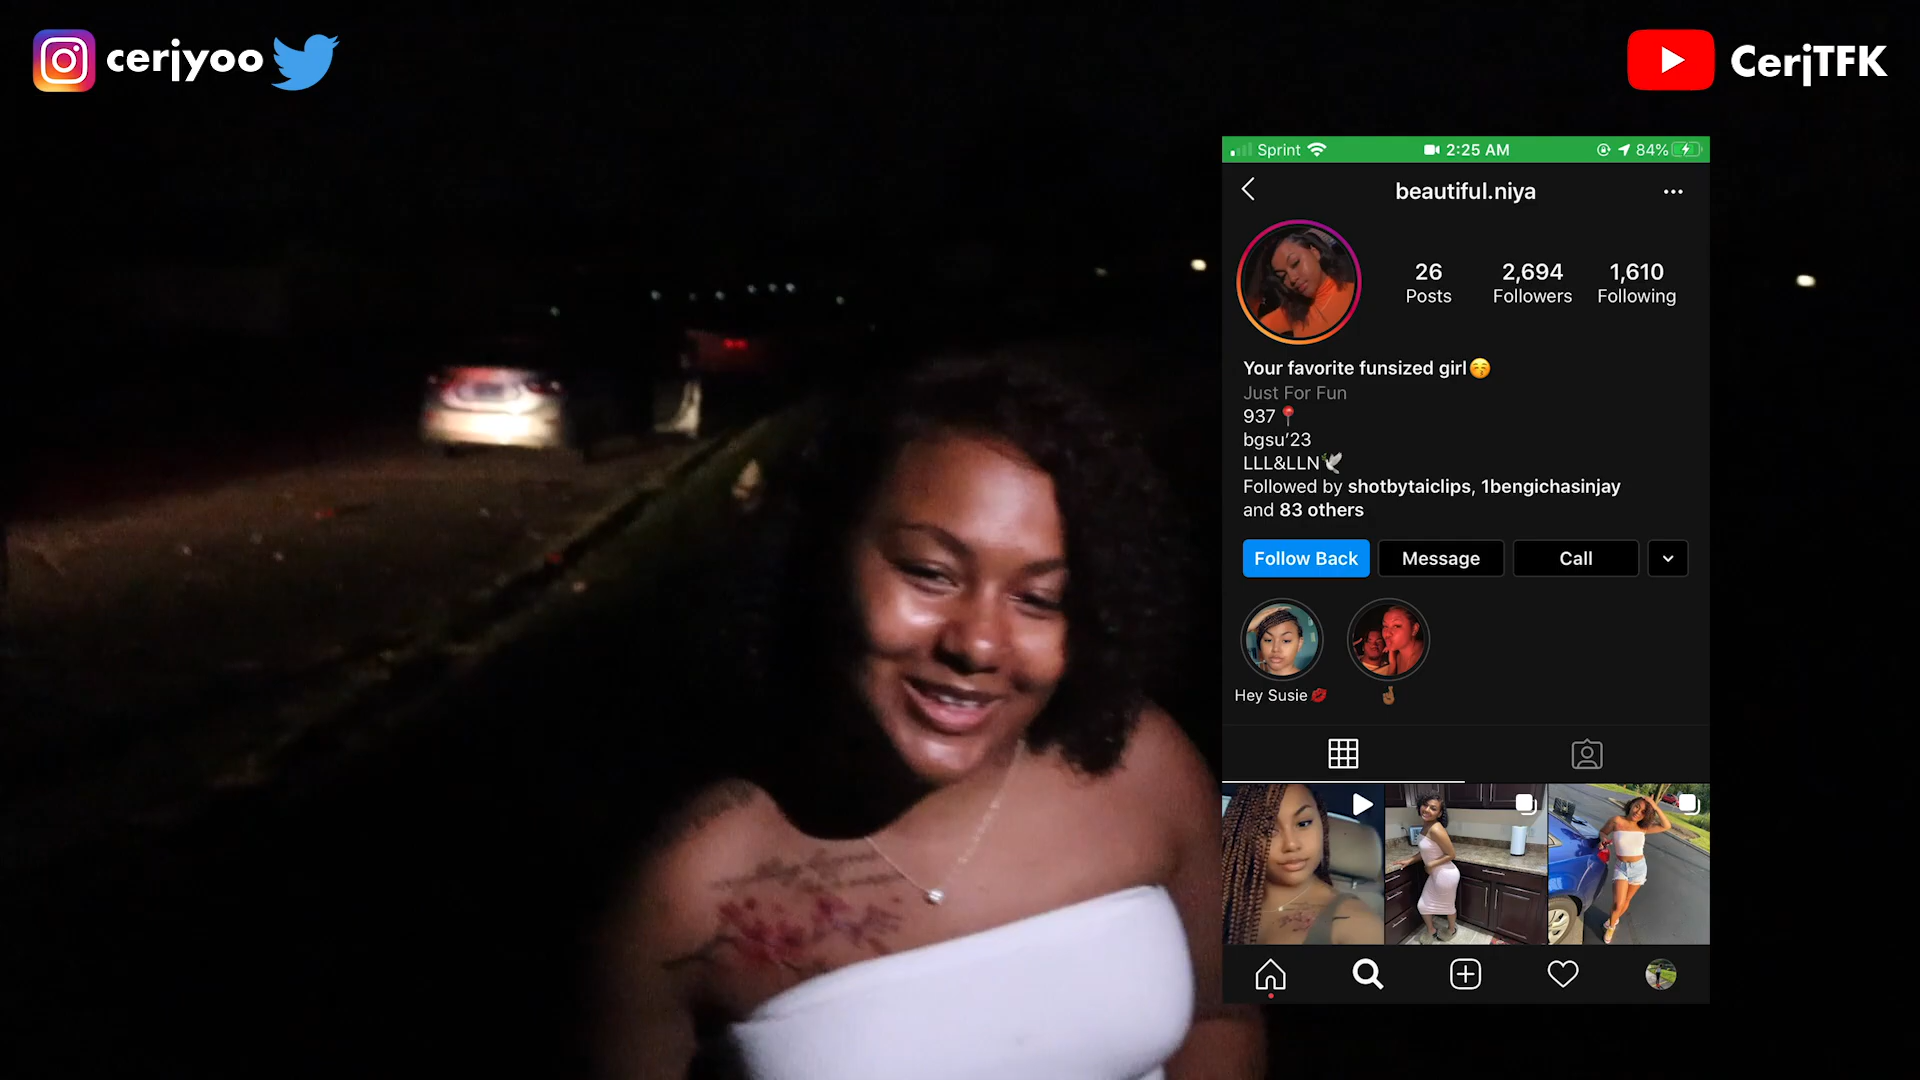 cerjyoo
CerjTFK
Sprint 2:25 AM 84%
beautiful.niya
26 2,694 1,610
Posts Followers Following
Your favorite funsized girl😚
Just For Fun
937📍
bgsu'23
LLL&LLN🕊
Followed by shotbytaiclips, 1bengichasinjay
and 83 others
Follow Back Message Call
Hey Susie💋 🤞🏾